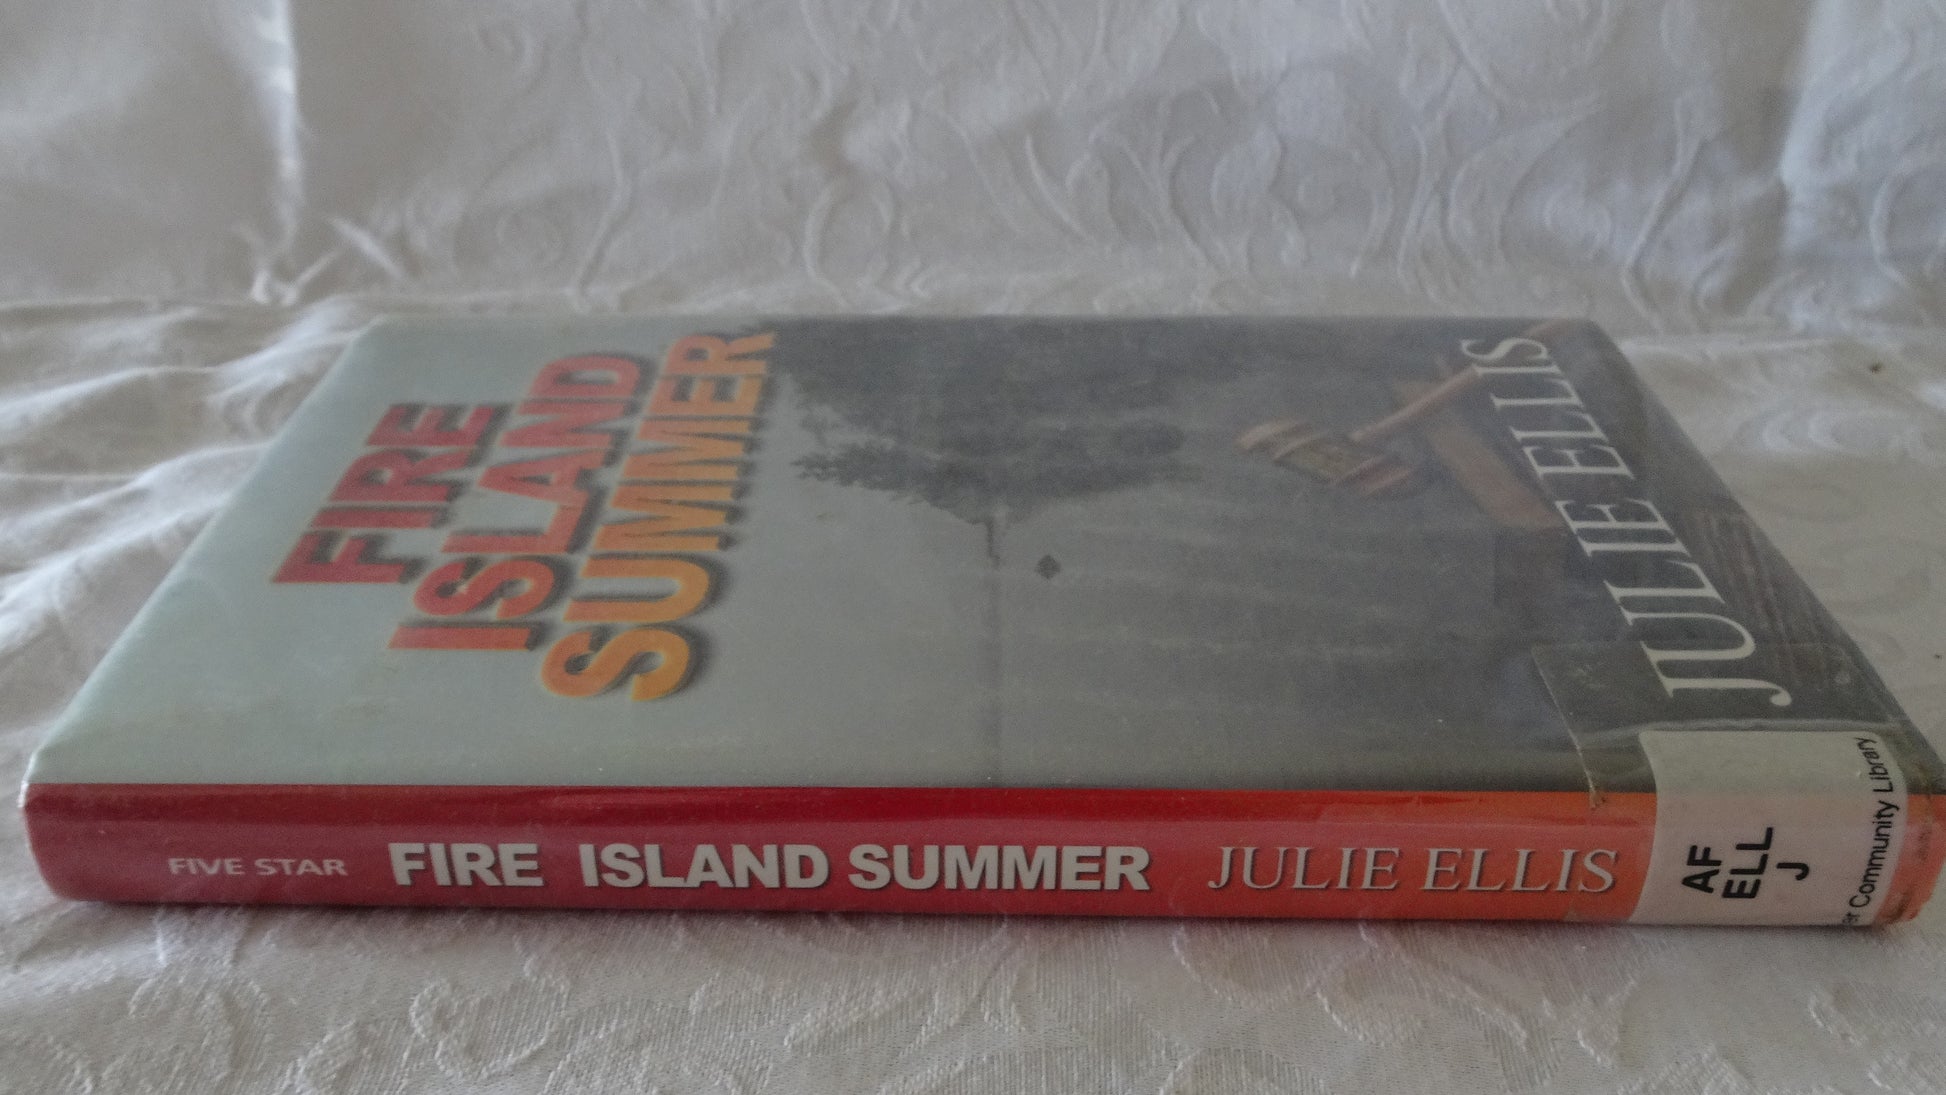 FIRE
ISLAND
SUMMER
JULIE ELLIS
FIVE STAR FIRE ISLAND SUMMER JULIE ELLIS
AF
ELL
J
Community Library